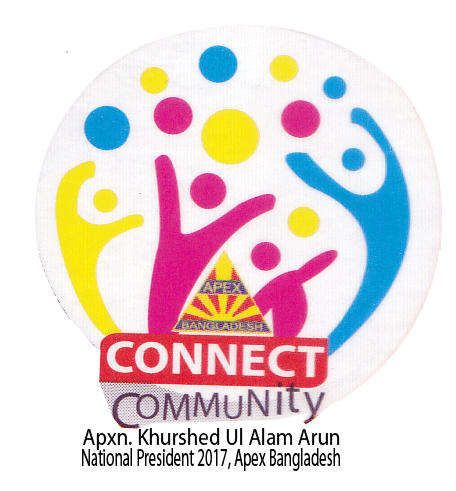 APEX
BANGLADESH
CONNECT
COMMUNity
Apxn. Khurshed Ul Alam Arun
National President 2017, Apex Bangladesh